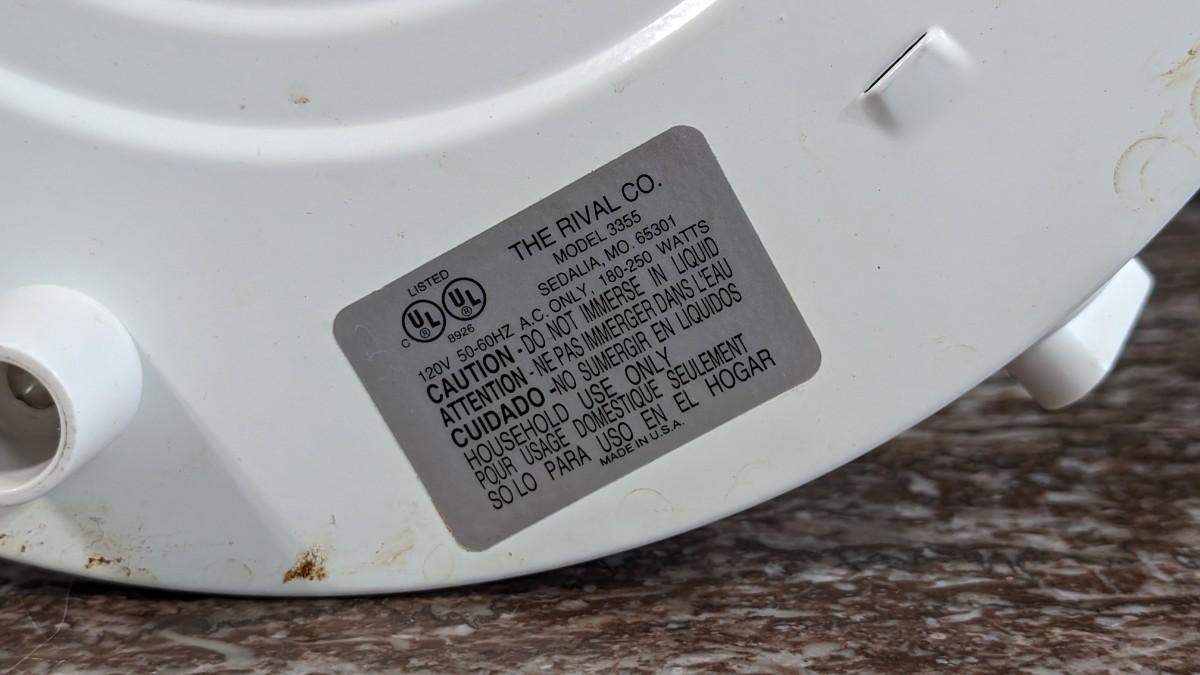 THE RIVAL CO.
MODEL 3355
SEDALIA, MO. 65301
LISTED
UL ® UL ®
C 8926
120V 50-60HZ A.C. ONLY, 180-250 WATTS
CAUTION - DO NOT IMMERSE IN LIQUID
ATTENTION - NE PAS IMMERGER DANS L'EAU
CUIDADO - NO SUMERGIR EN LIQUIDOS
HOUSEHOLD USE ONLY
POUR USAGE DOMESTIQUE SEULEMENT
SOLO PARA USO EN EL HOGAR
MADE IN U.S.A.